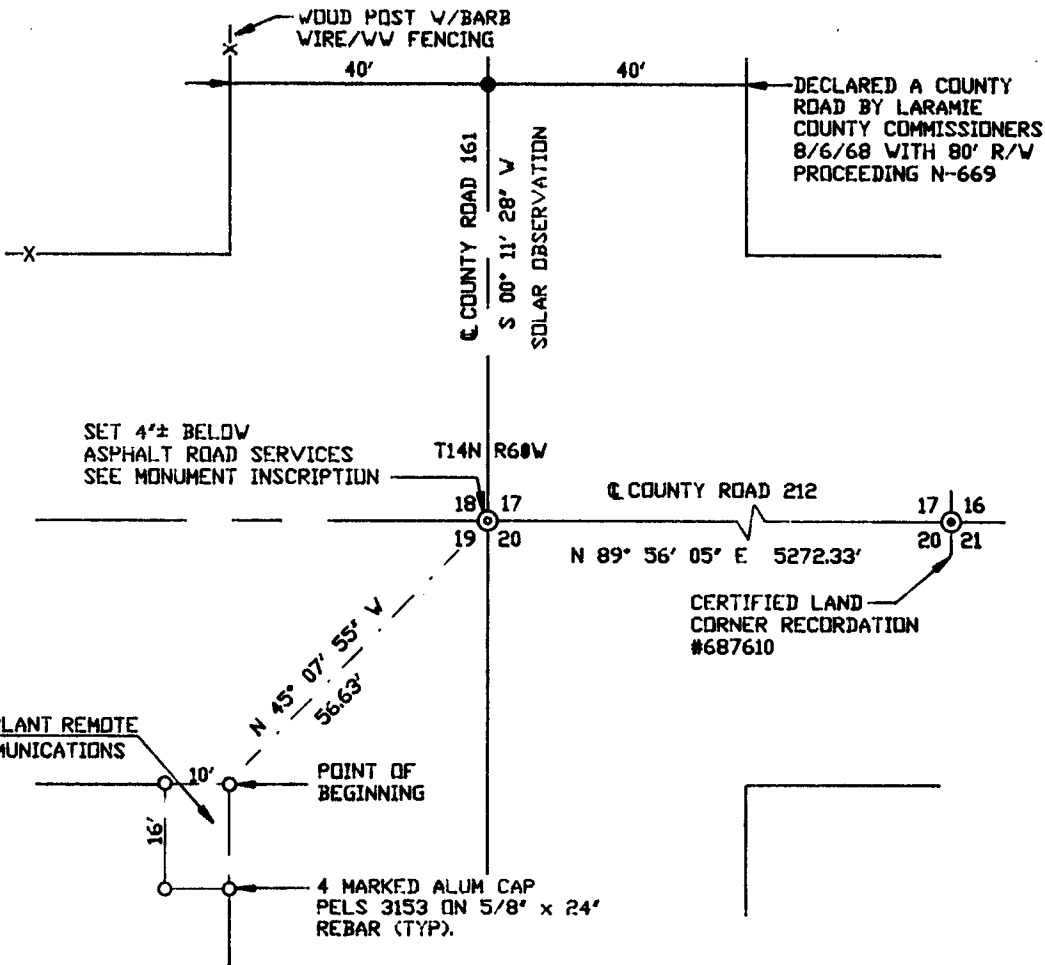 WOUD POST W/BARB
WIRE/WW FENCING
40'
40'
DECLARED A COUNTY
ROAD BY LARAMIE
COUNTY COMMISSIONERS
8/6/68 WITH 80' R/W
PROCEEDING N-669
X
X
℄ COUNTY ROAD 161
S 00° 11' 28" W
SOLAR OBSERVATION
SET 4"± BELOW
ASPHALT ROAD SERVICES
SEE MONUMENT INSCRIPTIUN
T14N R60W
℄ COUNTY ROAD 212
18 17
19 20
17 16
20 21
N 89° 56' 05" E 5272.33'
CERTIFIED LAND
CORNER RECORDATION
#687610
N 45° 07' 55" W
56.63'
PLANT REMOTE
MUNICATIONS
10'
POINT OF
BEGINNING
16'
4 MARKED ALUM CAP
PELS 3153 ON 5/8" x 24"
REBAR (TYP).